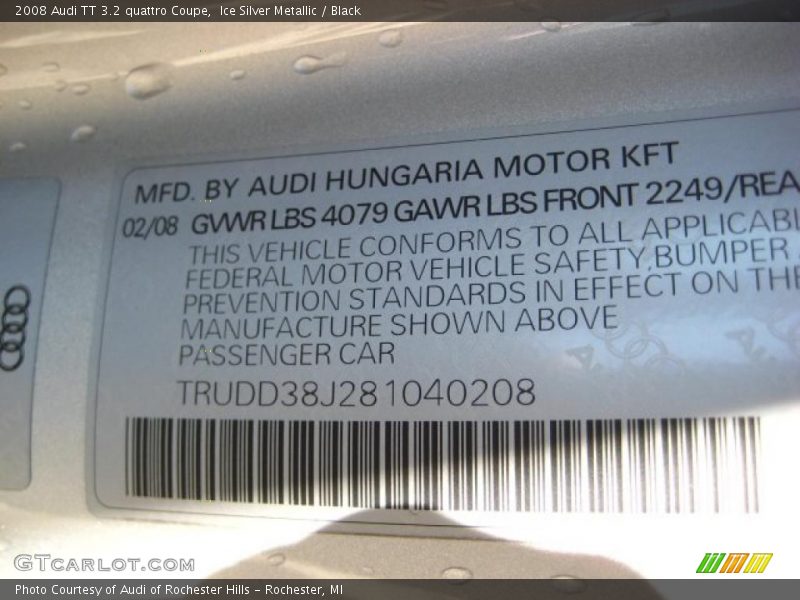 2008 Audi TT 3.2 quattro Coupe,  Ice Silver Metallic / Black
MFD. BY AUDI HUNGARIA MOTOR KFT
02/08 GVWR LBS 4079 GAWR LBS FRONT 2249/REA
THIS VEHICLE CONFORMS TO ALL APPLICABL
FEDERAL MOTOR VEHICLE SAFETY,BUMPER
PREVENTION STANDARDS IN EFFECT ON THE
MANUFACTURE SHOWN ABOVE
PASSENGER CAR
TRUDD38J281040208
GTCARLOT.COM
Photo Courtesy of Audi of Rochester Hills – Rochester, MI